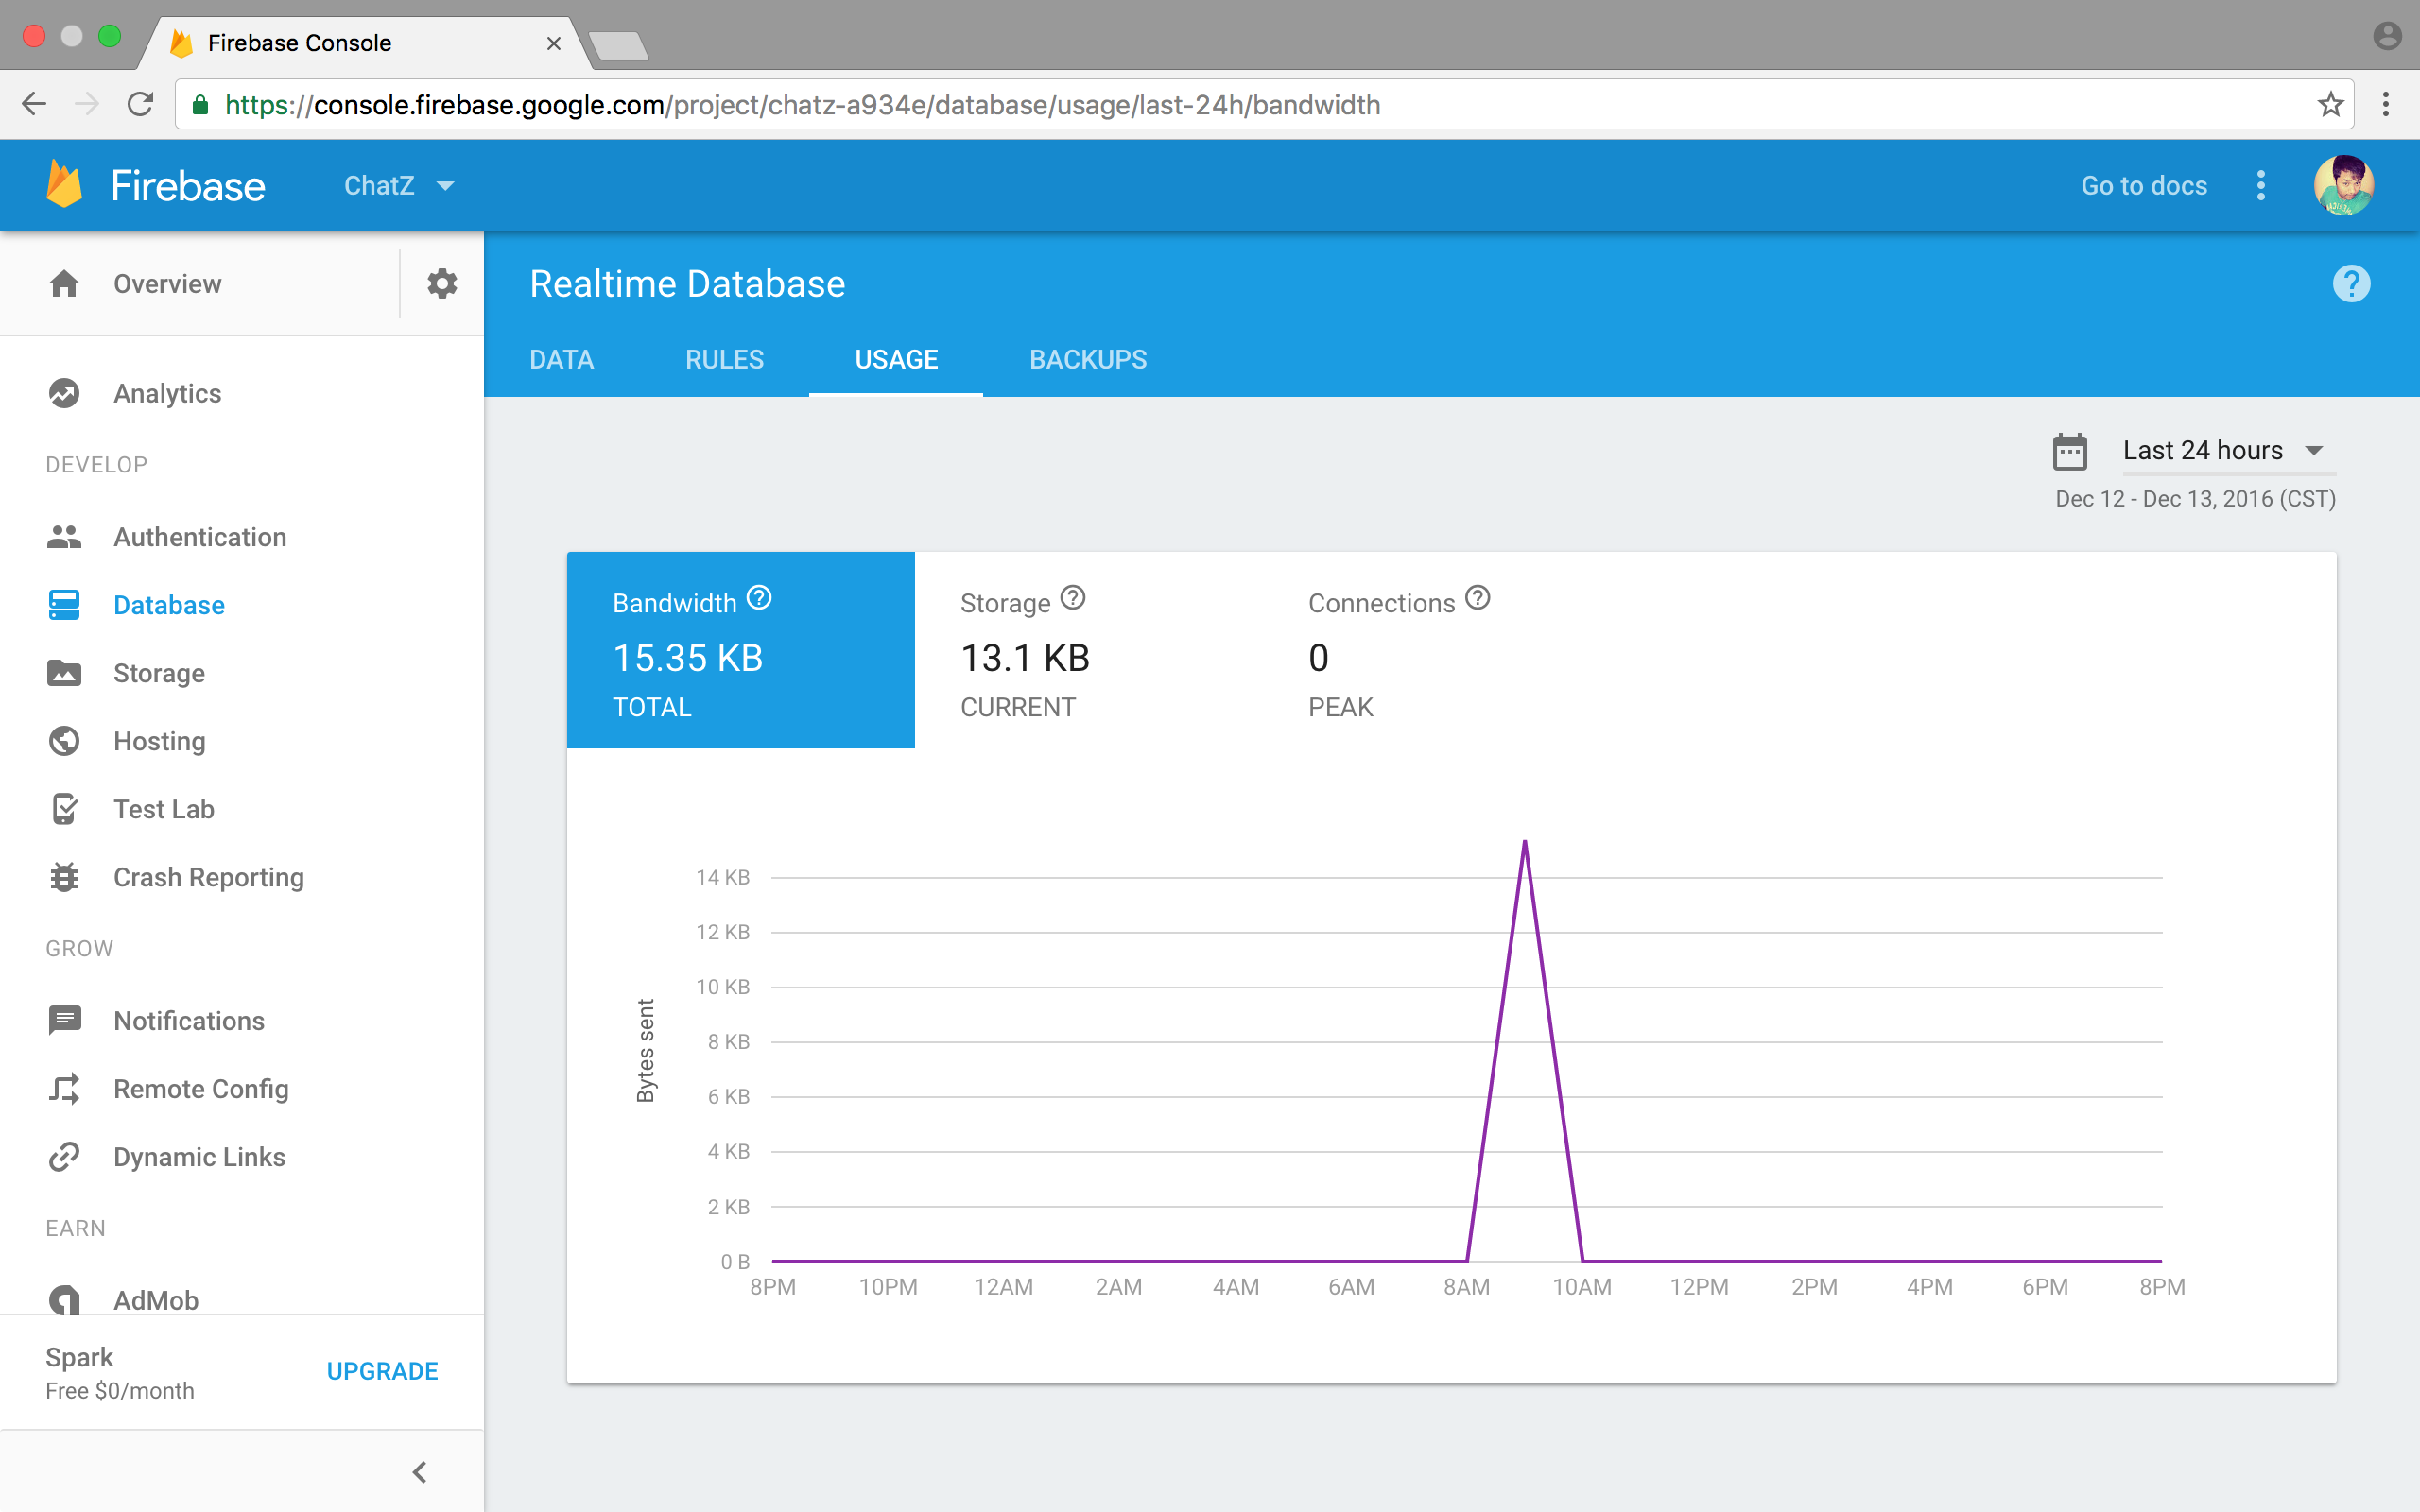 Firebase Console
https://console.firebase.google.com/project/chatz-a934e/database/usage/last-24h/bandwidth
Firebase
ChatZ
Go to docs
Overview
Analytics
DEVELOP
Authentication
Database
Storage
Hosting
Test Lab
Crash Reporting
GROW
Notifications
Remote Config
Dynamic Links
EARN
AdMob
Spark
Free $0/month
UPGRADE
Realtime Database
DATA RULES USAGE BACKUPS
Last 24 hours
Dec 12 - Dec 13, 2016 (CST)
Bandwidth
15.35 KB
TOTAL
Storage
13.1 KB
CURRENT
Connections
0
PEAK
Bytes sent
14 KB
12 KB
10 KB
8 KB
6 KB
4 KB
2 KB
0 B
8PM 10PM 12AM 2AM 4AM 6AM 8AM 10AM 12PM 2PM 4PM 6PM 8PM